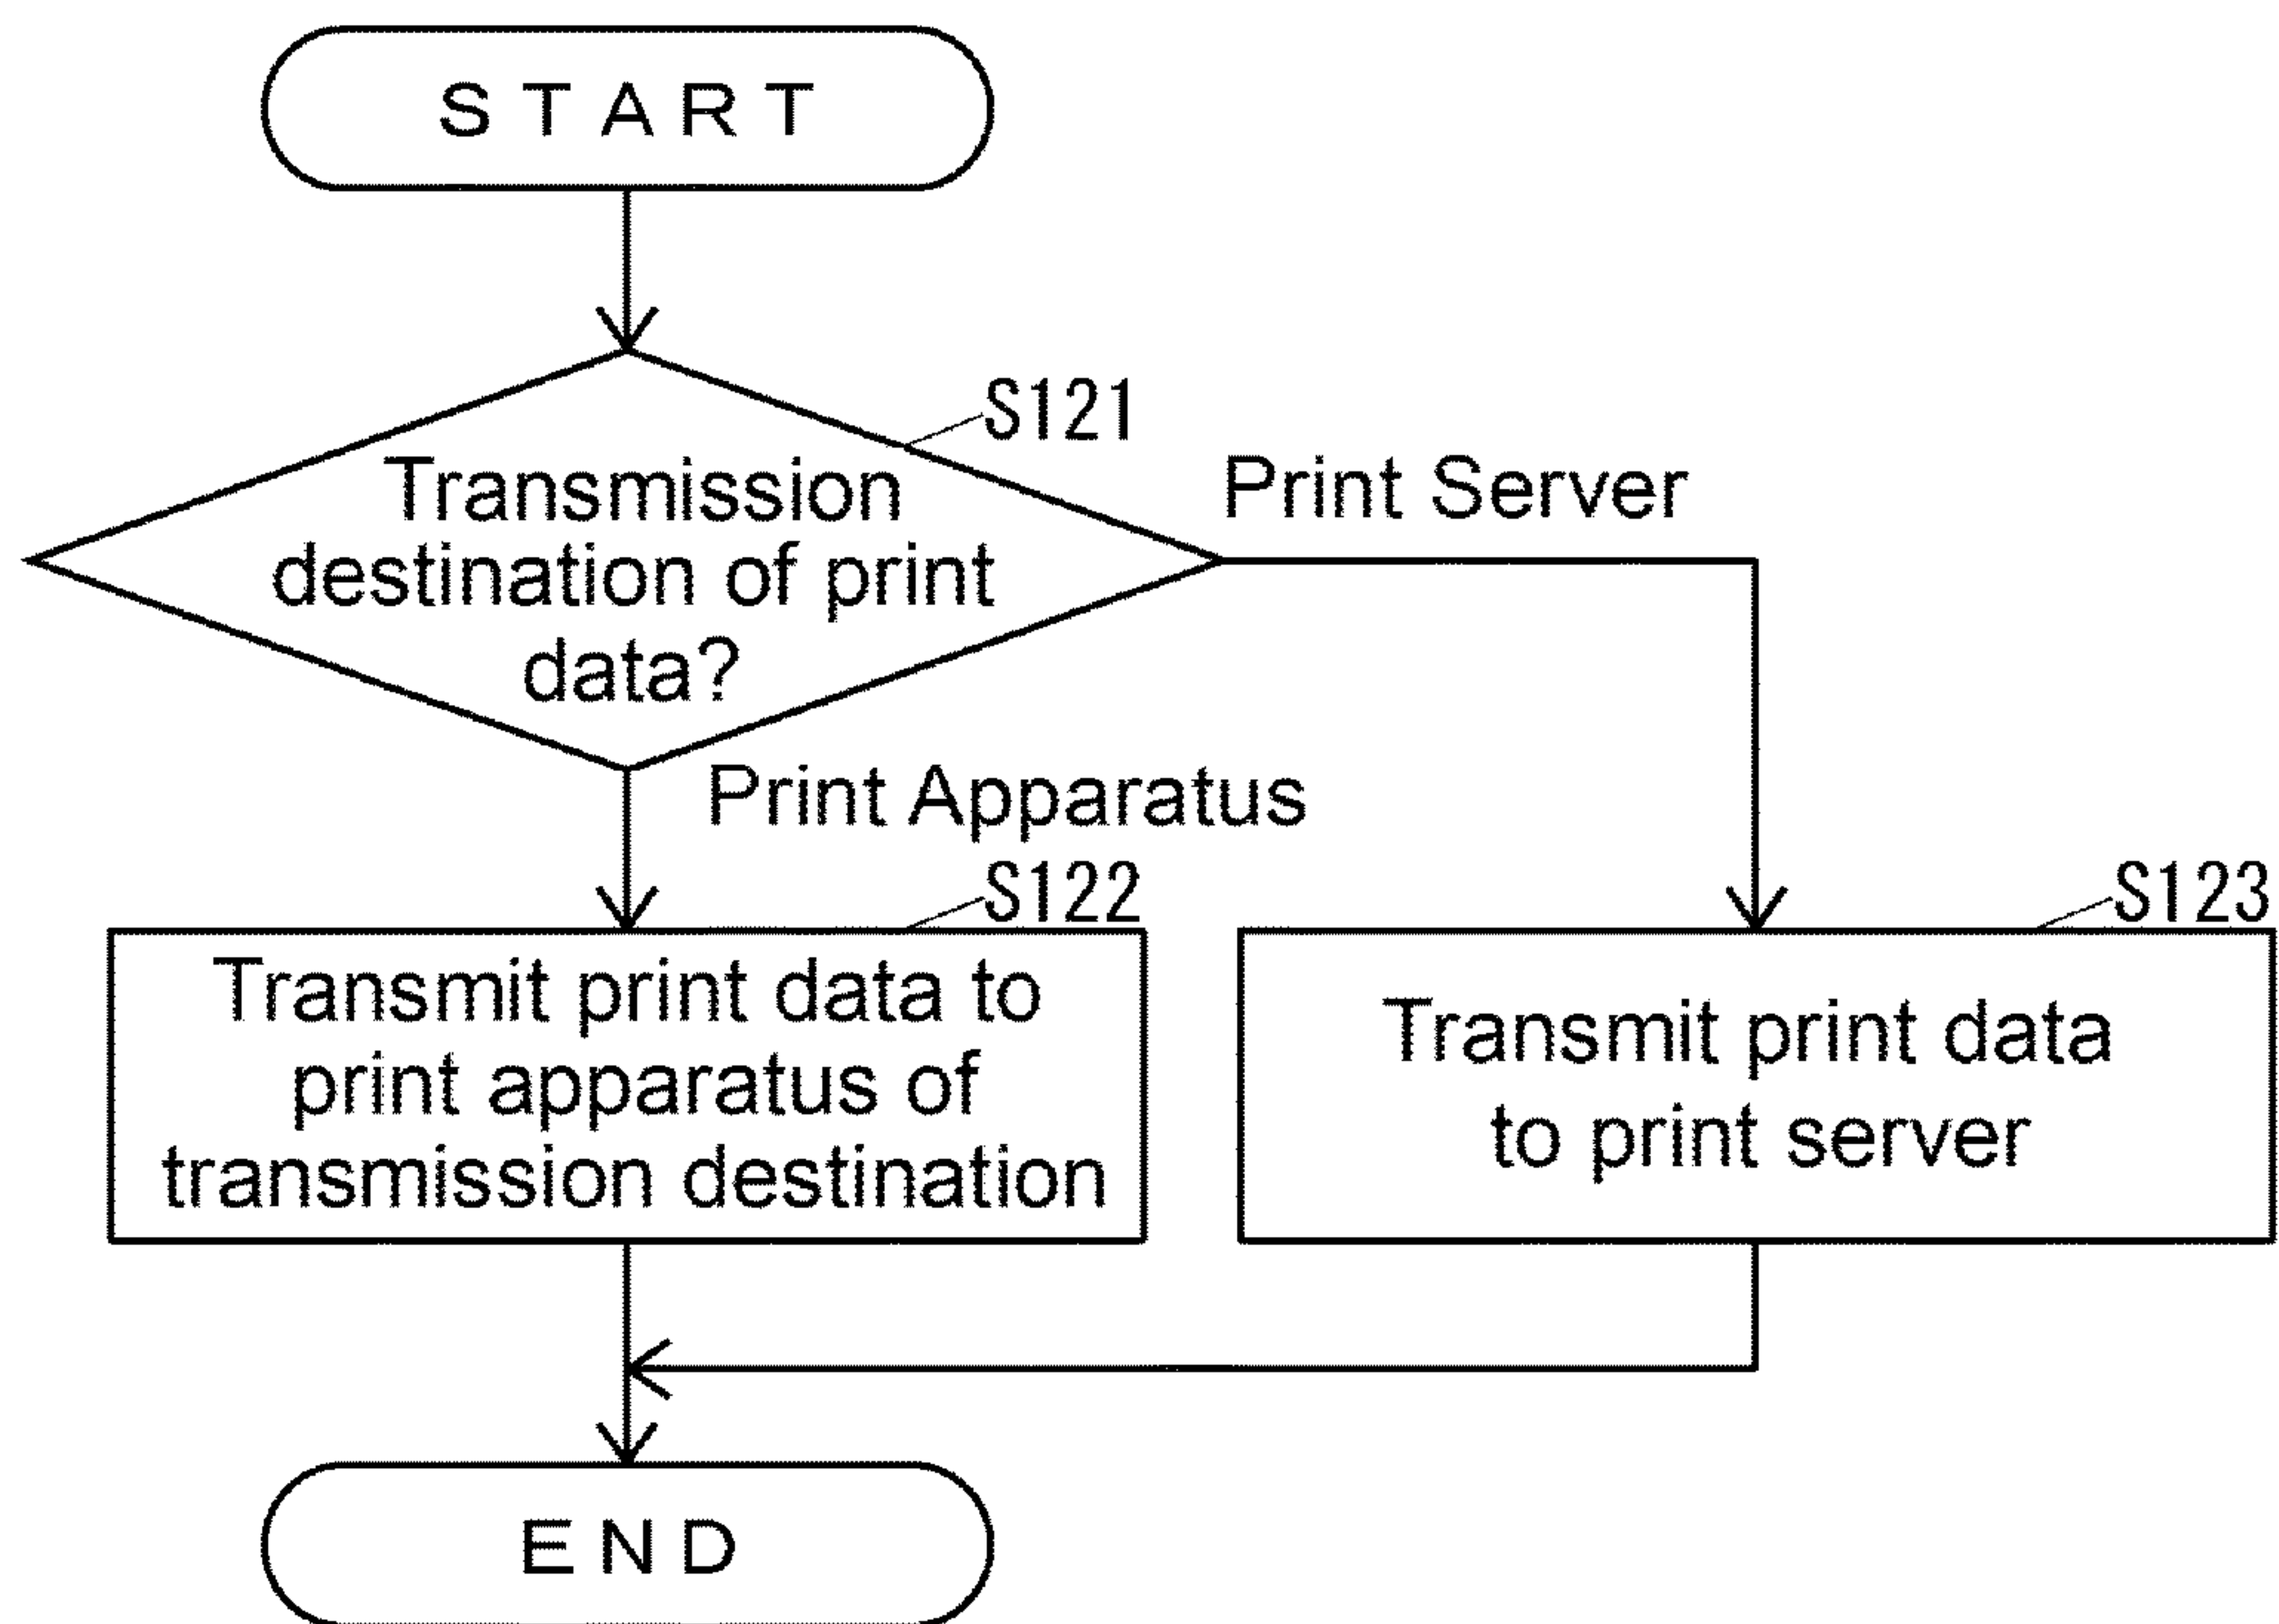 START
S121
Transmission
destination of print
data?
Print Server
Print Apparatus
S122
Transmit print data to
print apparatus of
transmission destination
S123
Transmit print data
to print server
END